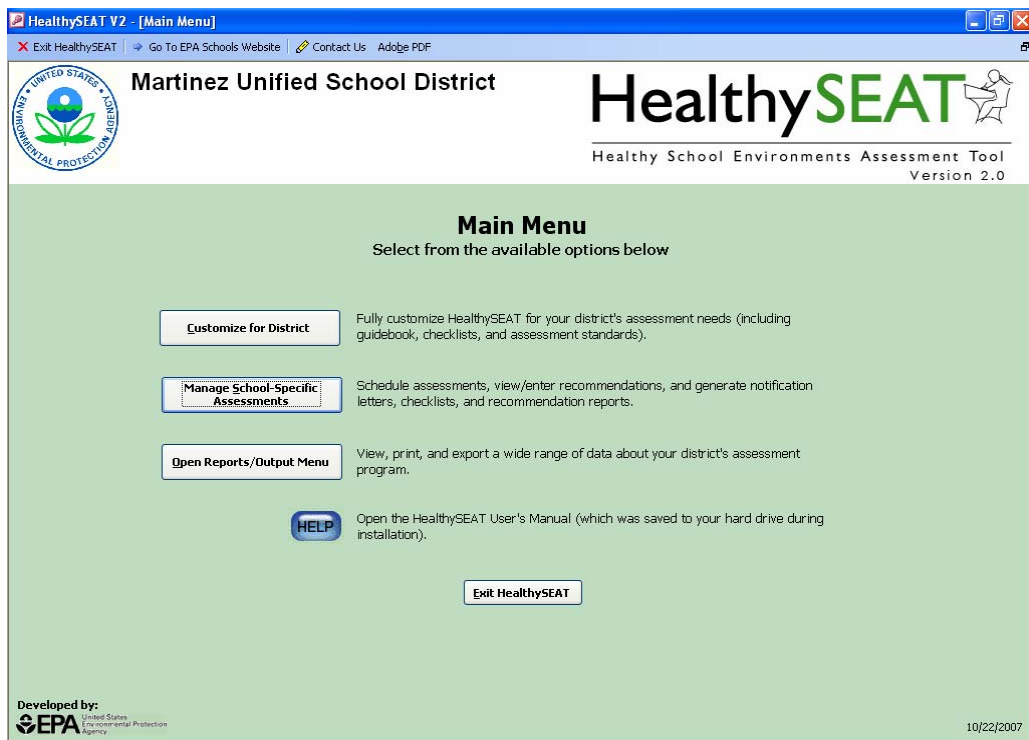 HealthySEAT V2 - [Main Menu]
Exit HealthySEAT Go To EPA Schools Website Contact Us Adobe PDF
UNITED STATES ENVIRONMENTAL PROTECTION AGENCY
Martinez Unified School District
HealthySEAT
Healthy School Environments Assessment Tool
Version 2.0
Main Menu
Select from the available options below
Customize for District
Fully customize HealthySEAT for your district's assessment needs (including
guidebook, checklists, and assessment standards).
Manage School-Specific
Assessments
Schedule assessments, view/enter recommendations, and generate notification
letters, checklists, and recommendation reports.
Open Reports/Output Menu
View, print, and export a wide range of data about your district's assessment
program.
HELP
Open the HealthySEAT User's Manual (which was saved to your hard drive during
installation).
Exit HealthySEAT
Developed by:
EPA
United States
Environmental Protection
Agency
10/22/2007